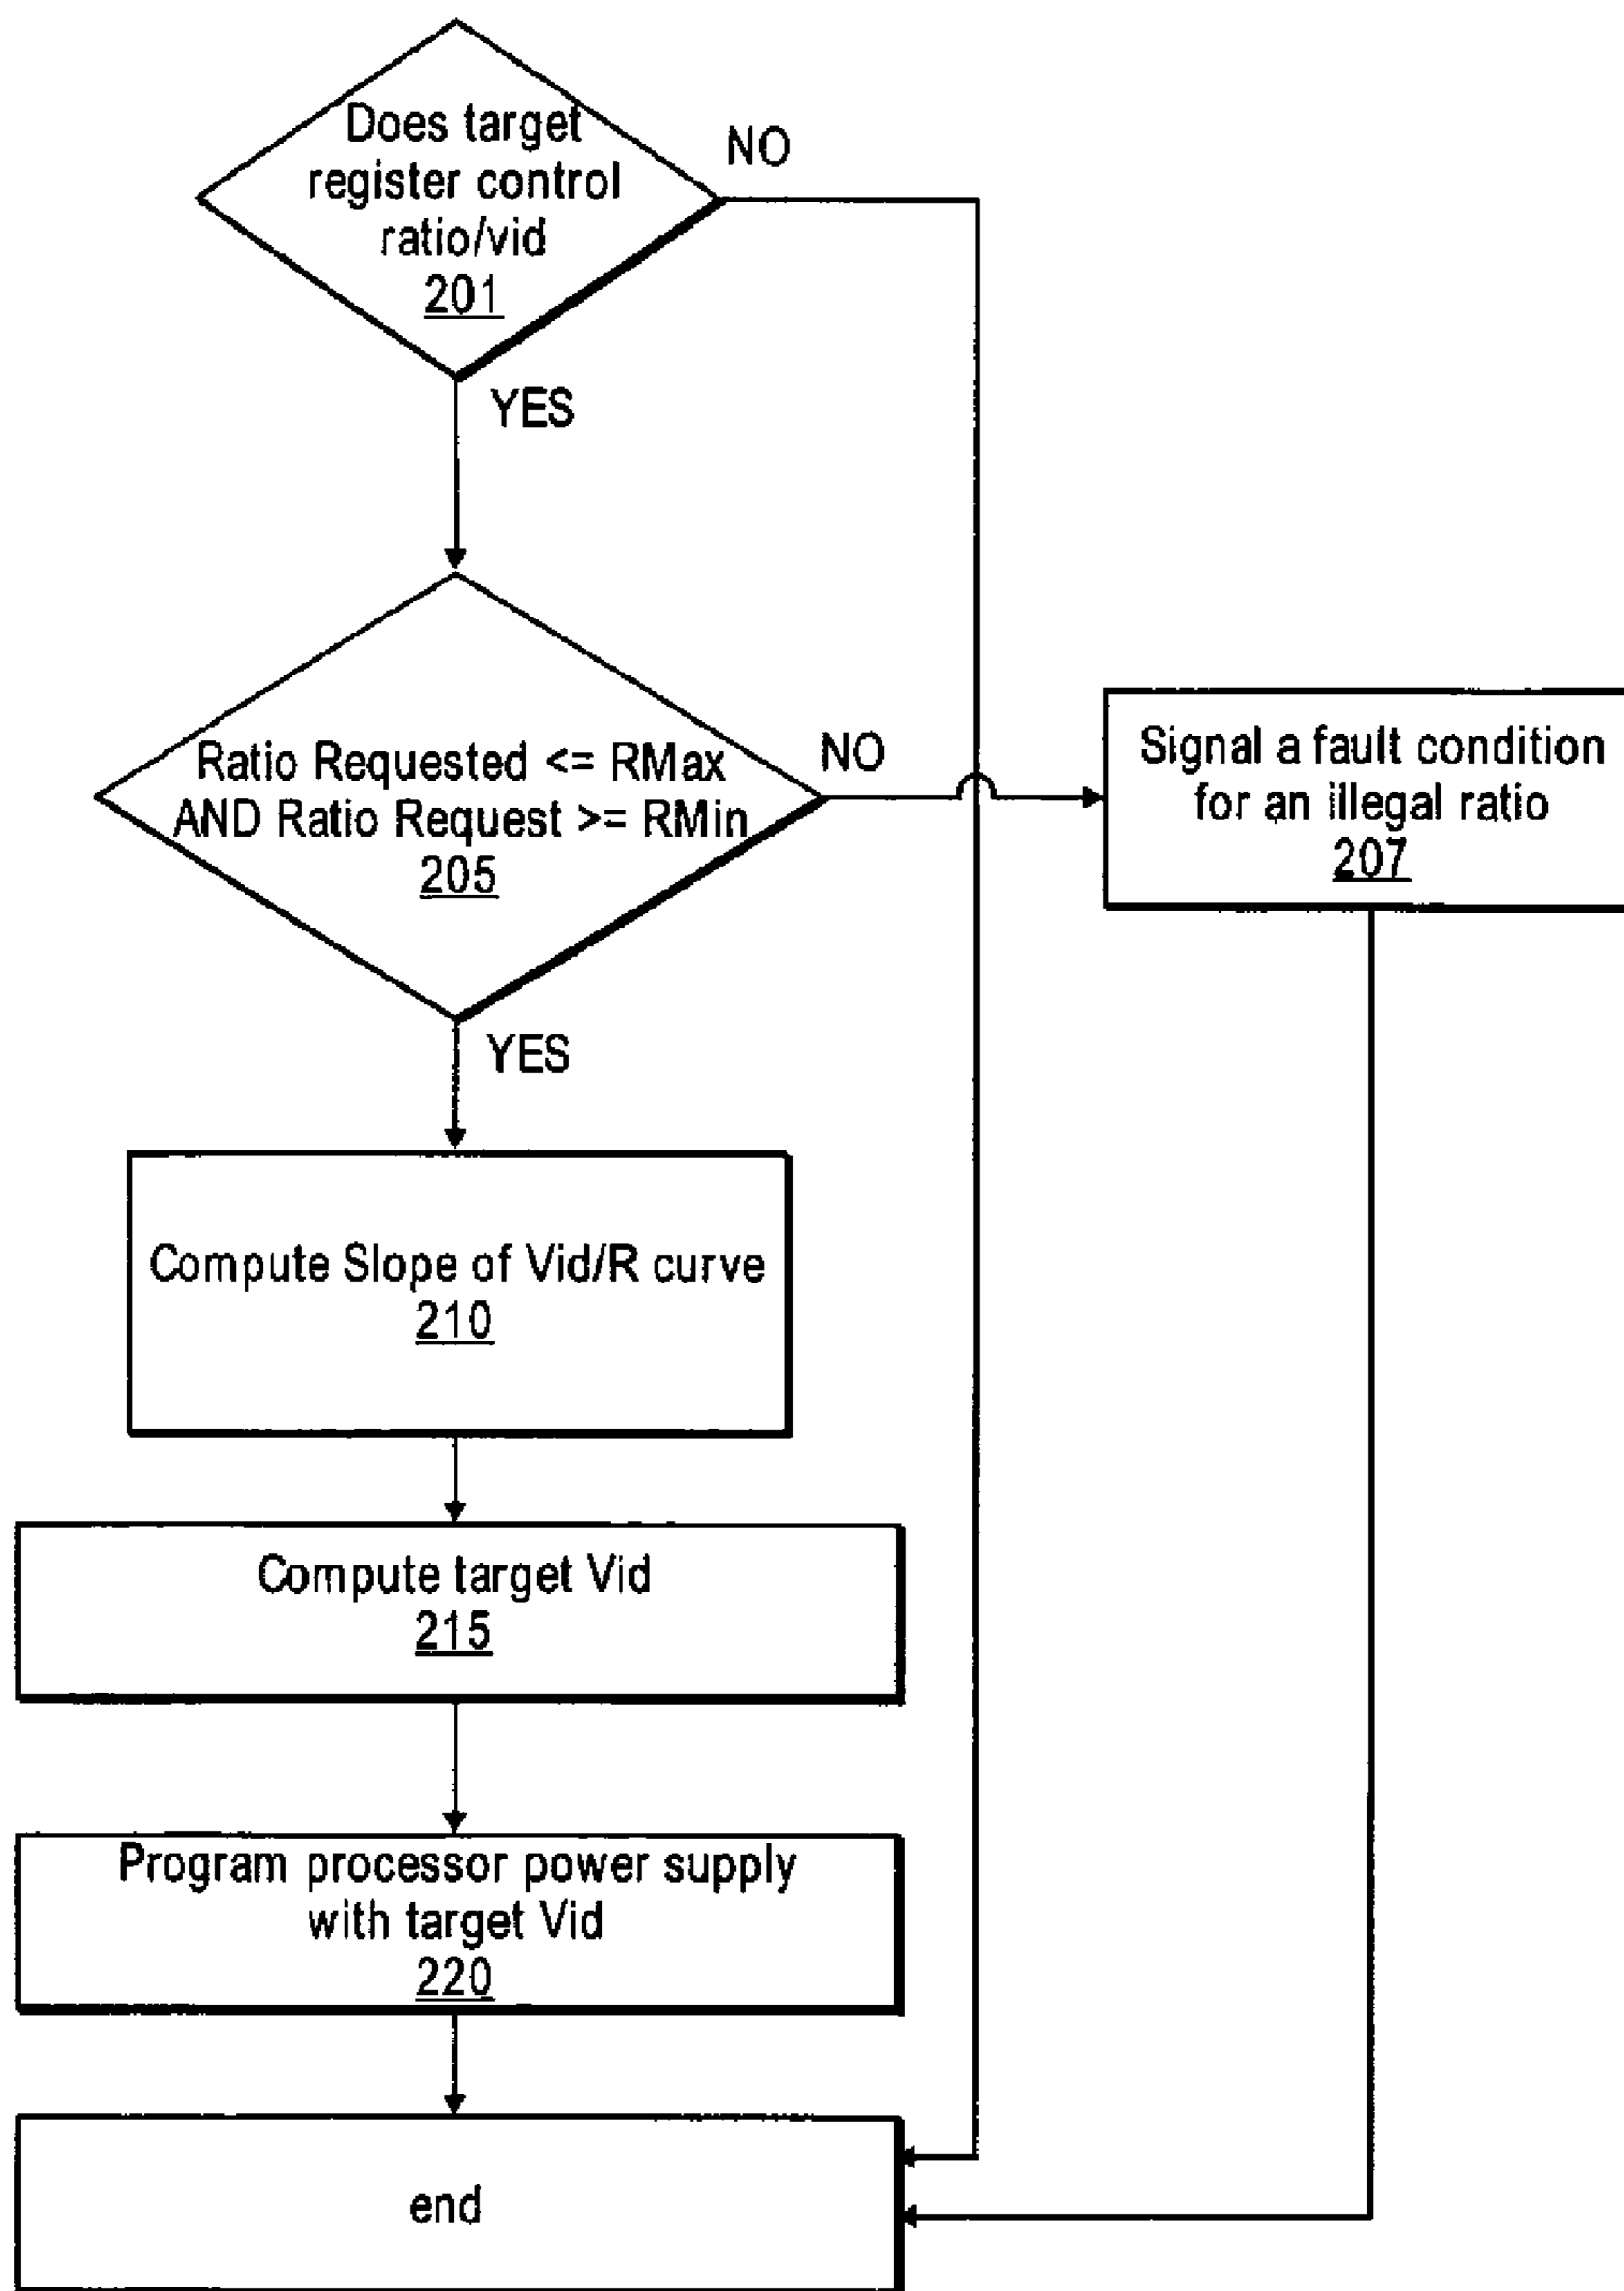 Does target
register control
ratio/vid
201
NO
YES
Ratio Requested <= RMax
AND Ratio Request >= RMin
205
NO
Signal a fault condition
for an illegal ratio
207
YES
Compute Slope of Vid/R curve
210
Compute target Vid
215
Program processor power supply
with target Vid
220
end